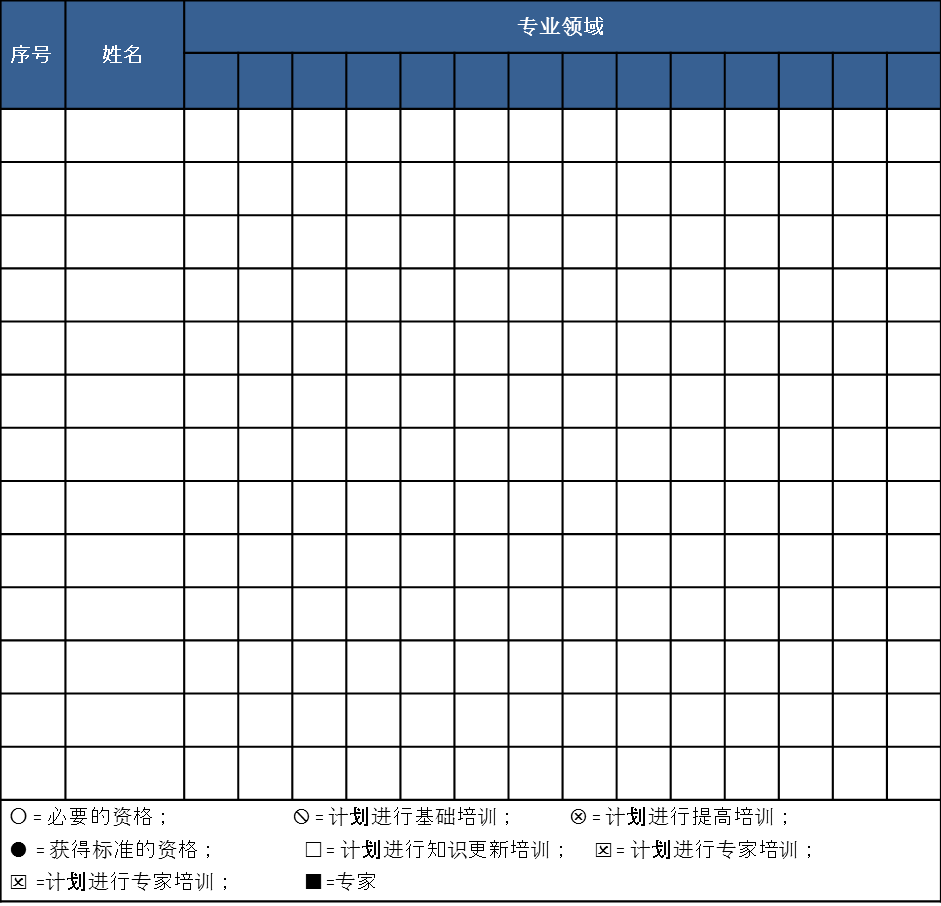 专业领域
序号 姓名
○ = 必要的资格； ⦸ = 计划进行基础培训； ⊗ = 计划进行提高培训；
● = 获得标准的资格； □ = 计划进行知识更新培训； ☒ = 计划进行专家培训；
☒ =计划进行专家培训； ■ =专家